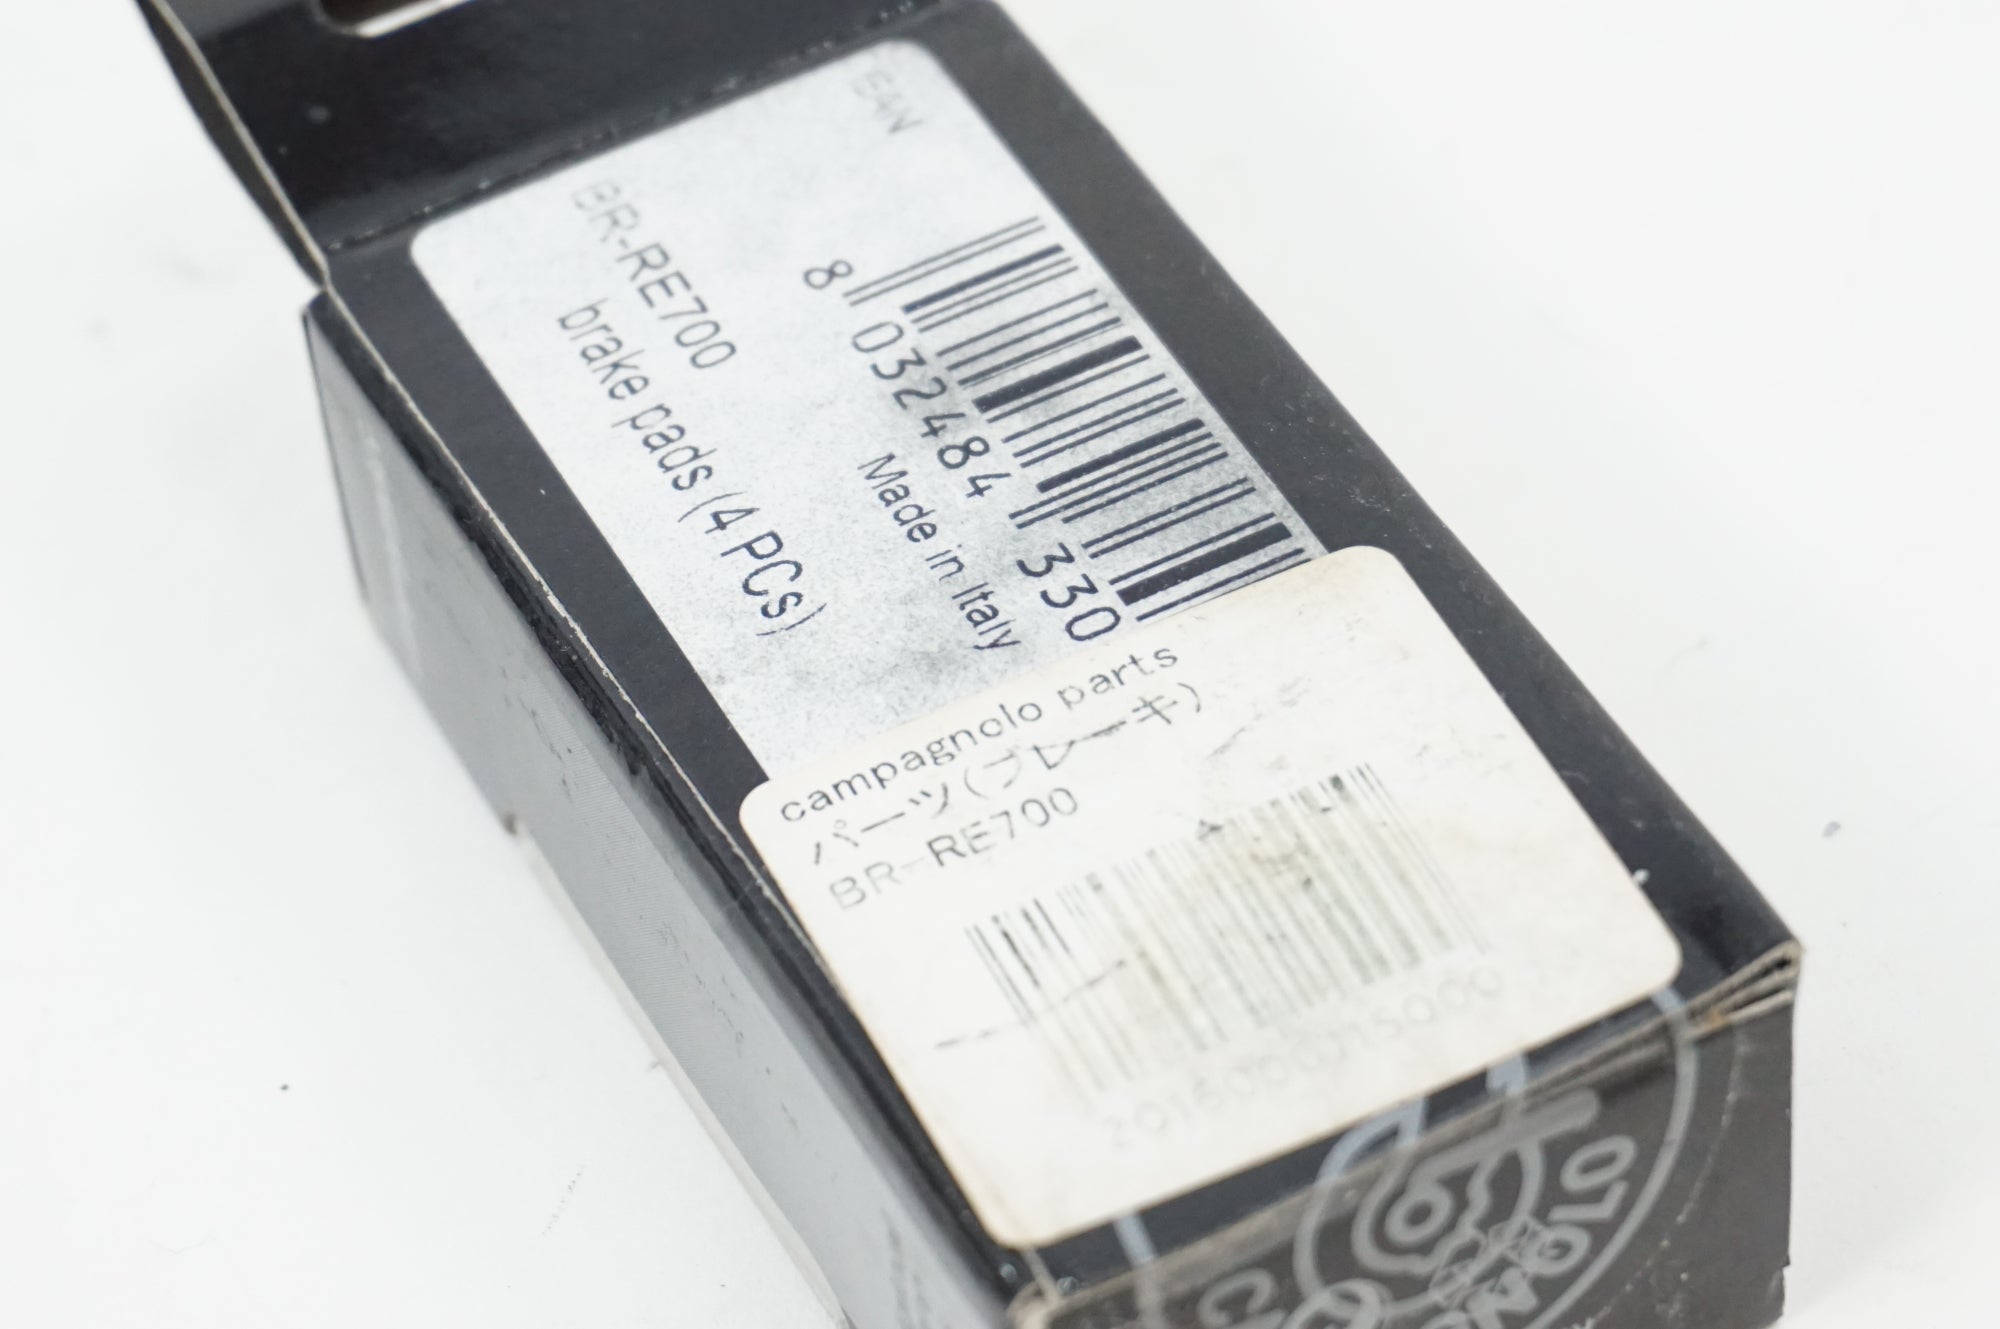 BR-RE700
brake pads (4 PCs)
8 032484 330
Made in Italy
campagnolo parts
パーツ(ブレーキ)
BR-RE700